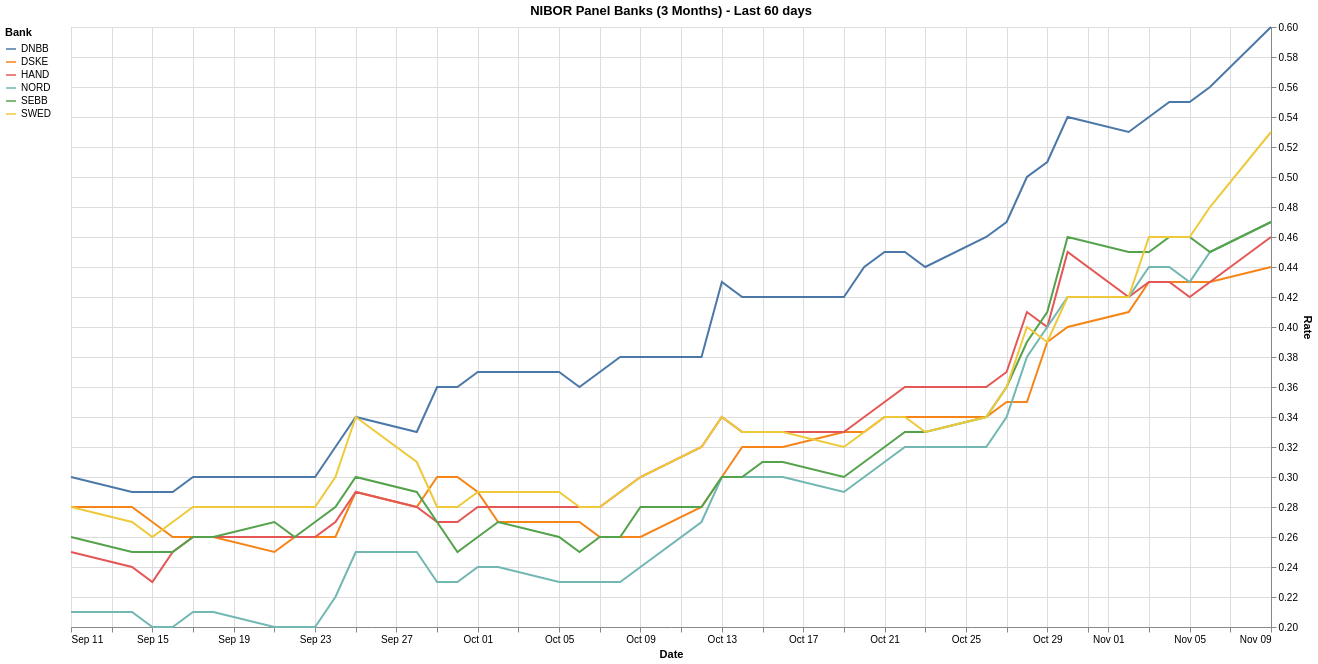 NIBOR Panel Banks (3 Months) - Last 60 days
Bank
DNBB
DSKE
HAND
NORD
SEBB
SWED
0.60
0.58
0.56
0.54
0.52
0.50
0.48
0.46
0.44
0.42
0.40
0.38
0.36
0.34
0.32
0.30
0.28
0.26
0.24
0.22
0.20
Rate
Sep 11 Sep 15 Sep 19 Sep 23 Sep 27 Oct 01 Oct 05 Oct 09 Oct 13 Oct 17 Oct 21 Oct 25 Oct 29 Nov 01 Nov 05 Nov 09
Date